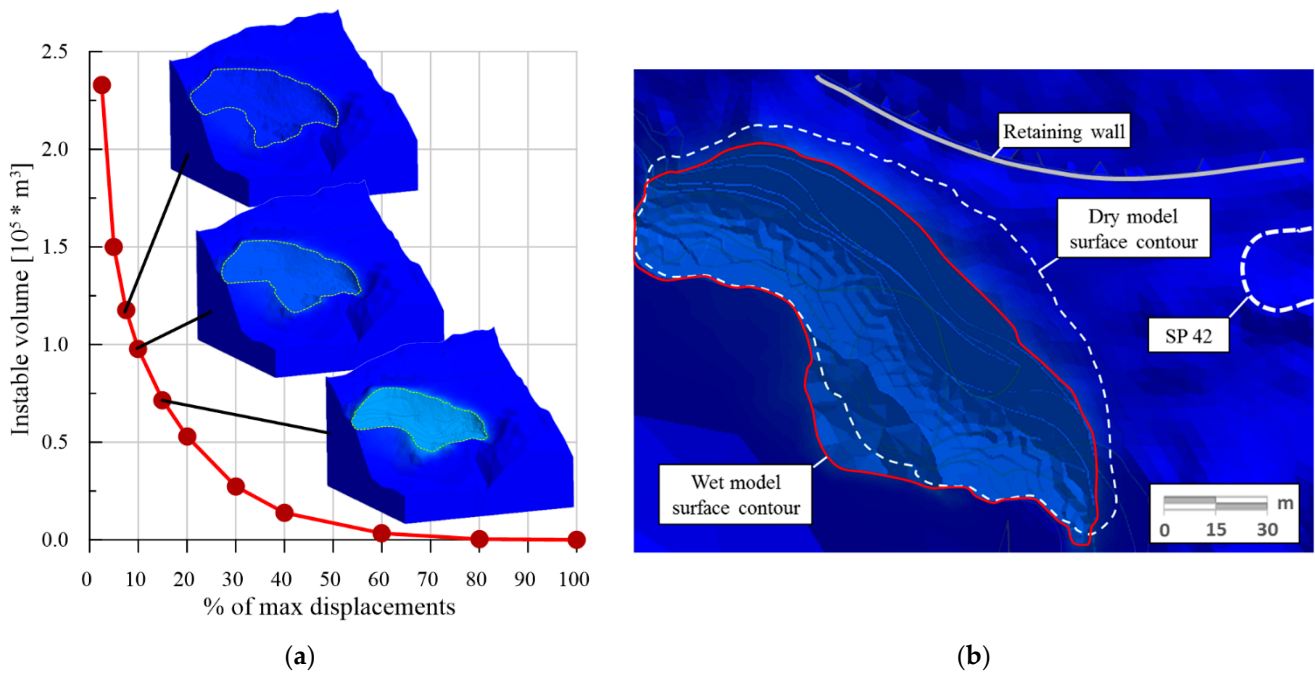 2.5
2.0
1.5
1.0
0.5
0.0
Instable volume [10⁵ * m³]
0 10 20 30 40 50 60 70 80 90 100
% of max displacements
(a)
Retaining wall
Dry model
surface contour
SP 42
Wet model
surface contour
m
0 15 30
(b)